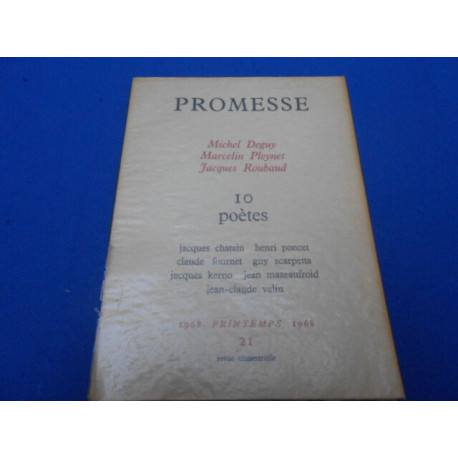 PROMESSE
Michel Deguy
Marcelin Pleynet
Jacques Roubaud
10
poètes
jacques chatain henri poncet
claude fournet guy scarpetta
jacques kerno jean mazeaufroid
jean-claude valin
1968 PRINTEMPS 1968
21
revue trimestrielle